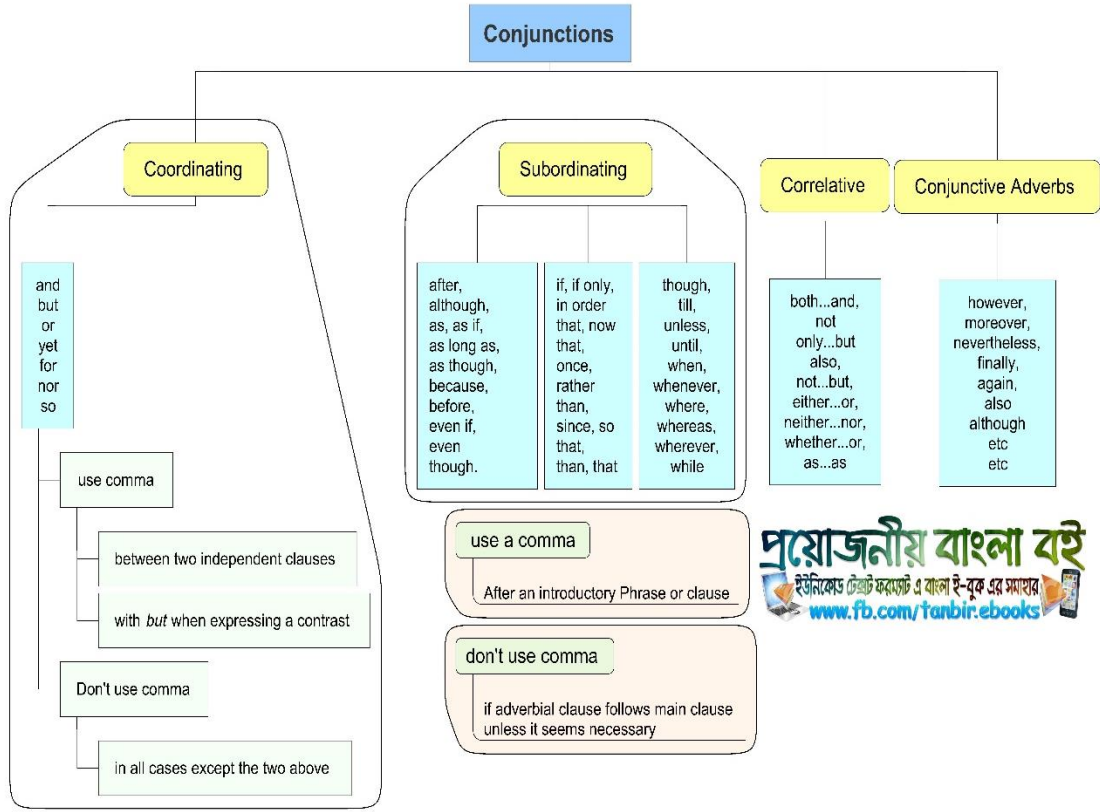 Conjunctions
Coordinating
and
but
or
yet
for
nor
so
use comma
between two independent clauses
with but when expressing a contrast
Don't use comma
in all cases except the two above
Subordinating
after,
although,
as, as if,
as long as,
as though,
because,
before,
even if,
even
though.
if, if only,
in order
that, now
that,
once,
rather
than,
since, so
that,
than, that
though,
till,
unless,
until,
when,
whenever,
where,
whereas,
wherever,
while
use a comma
After an introductory Phrase or clause
don't use comma
if adverbial clause follows main clause
unless it seems necessary
Correlative
both...and,
not
only...but
also,
not...but,
either...or,
neither...nor,
whether...or,
as...as
Conjunctive Adverbs
however,
moreover,
nevertheless,
finally,
again,
also
although
etc
etc
প্রয়োজনীয় বাংলা বই
ইউনিকোড টেক্সট ফরম্যাট এ বাংলা ই-বুক এর সমাহার
www.fb.com/tanbir.ebooks